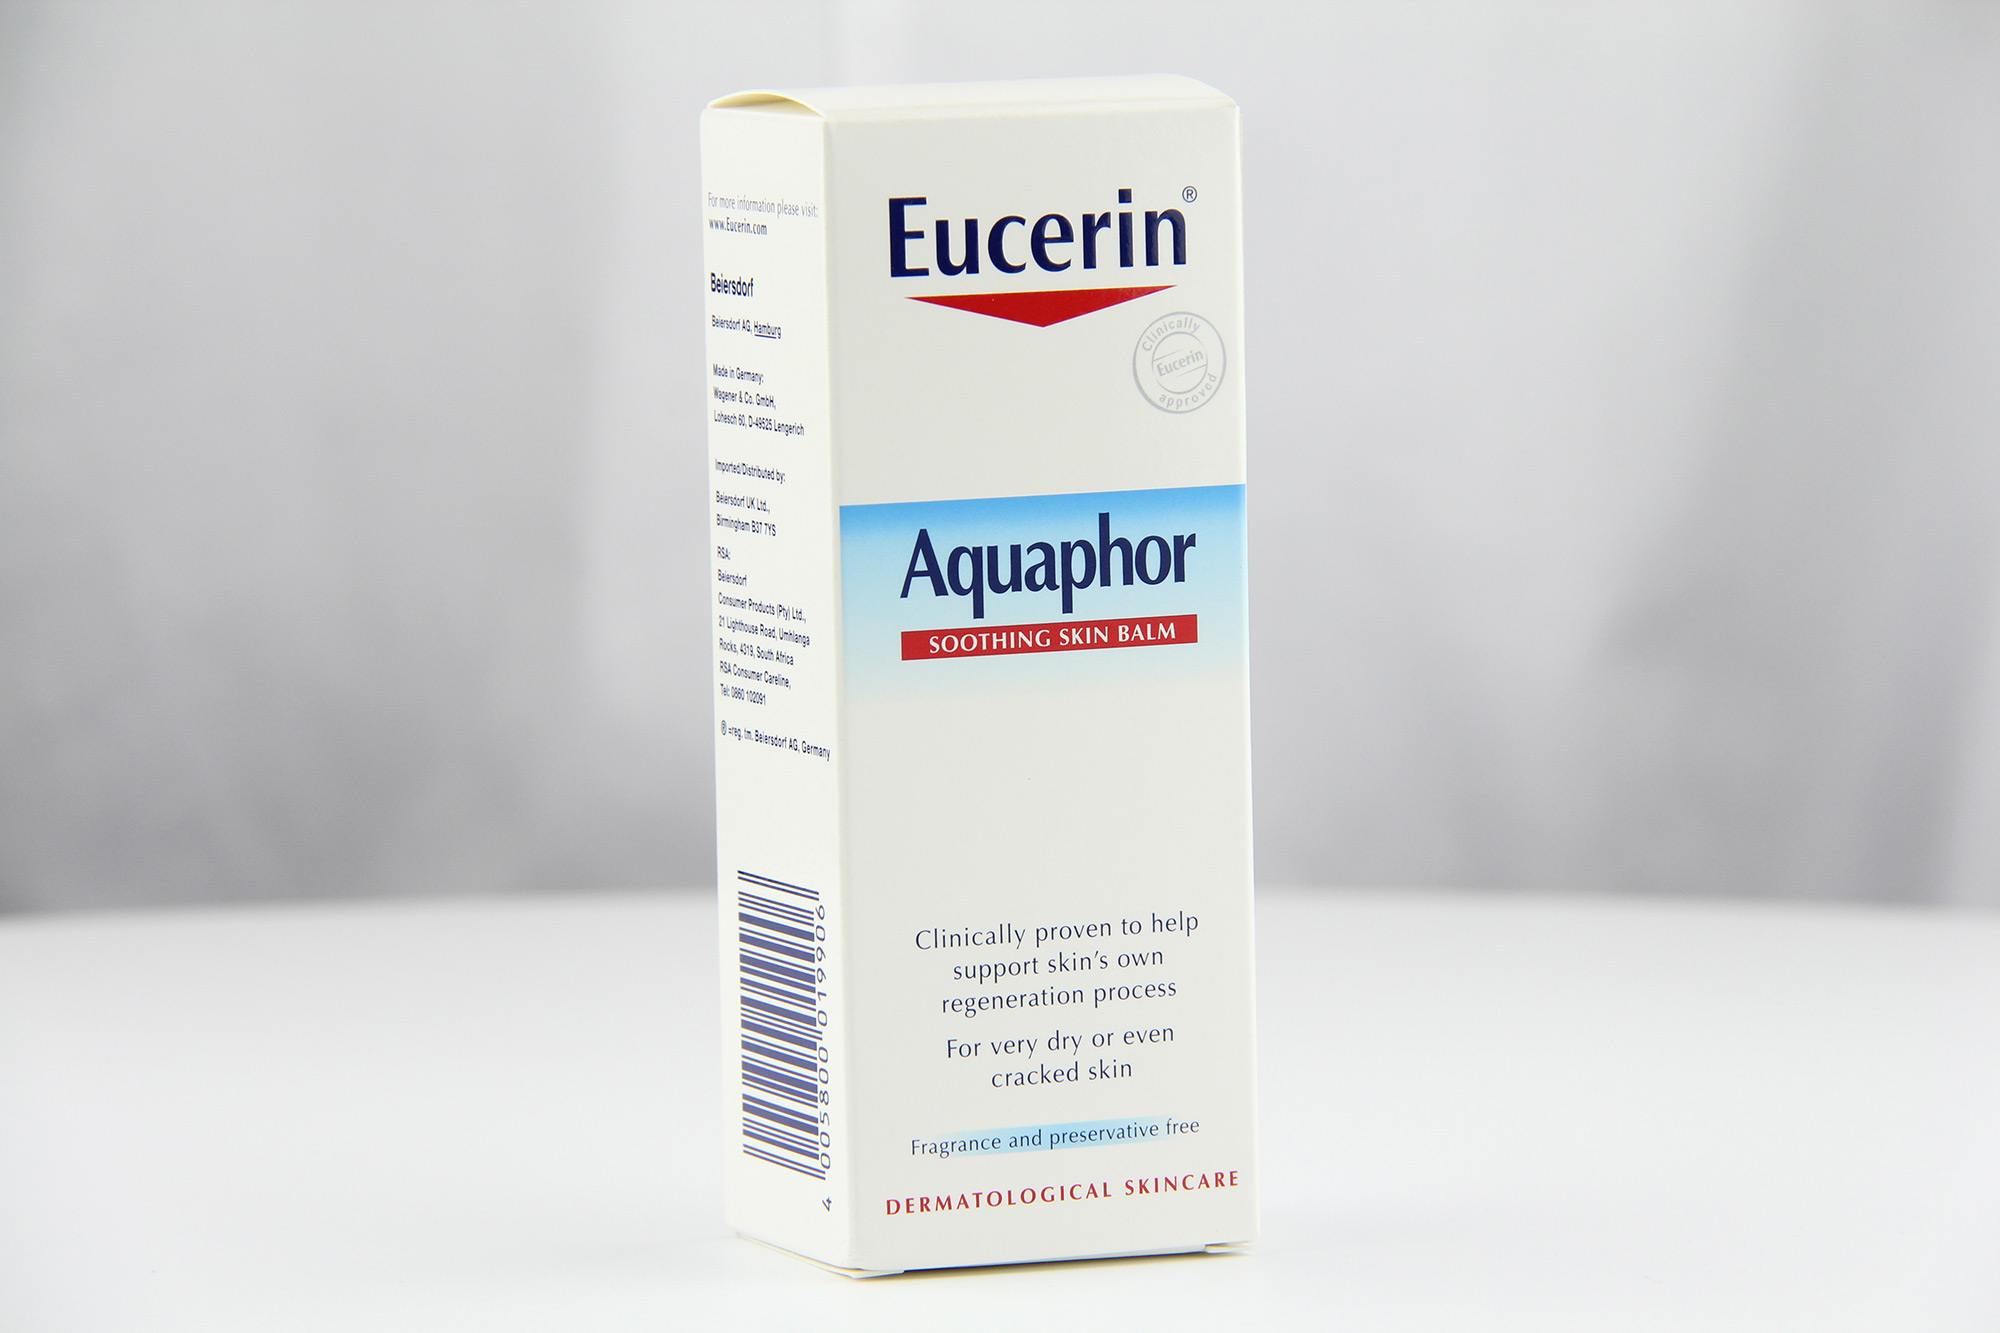 For more information please visit:
www.Eucerin.com
Beiersdorf
Beiersdorf AG, Hamburg
Made in Germany:
Wagener & Co. GmbH,
Lohesch 60, D-49525 Lengerich
Imported/Distributed by:
Beiersdorf UK Ltd.,
Birmingham B37 7YS
RSA:
Beiersdorf
Consumer Products (Pty) Ltd.,
21 Lighthouse Road, Umhlanga
Rocks, 4319, South Africa
RSA Consumer Careline,
Tel: 0860 102091
® =reg. tm. Beiersdorf AG, Germany
4 005800 019906
Eucerin®
Clinically
Eucerin
approved
Aquaphor
SOOTHING SKIN BALM
Clinically proven to help
support skin's own
regeneration process
For very dry or even
cracked skin
Fragrance and preservative free
DERMATOLOGICAL SKINCARE